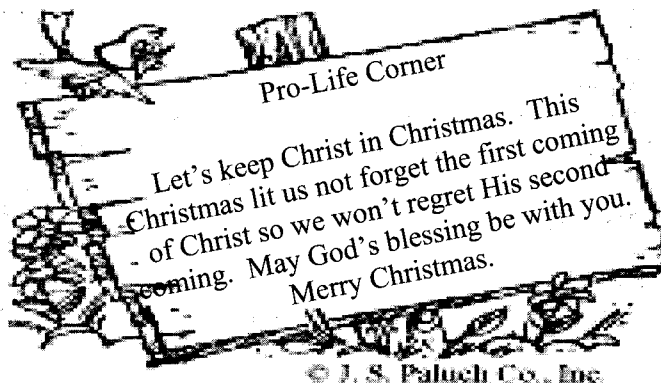 Pro-Life Corner
Let's keep Christ in Christmas.  This
Christmas lit us not forget the first coming
of Christ so we won't regret His second
coming.  May God's blessing be with you.
Merry Christmas.
© J. S. Paluch Co., Inc.